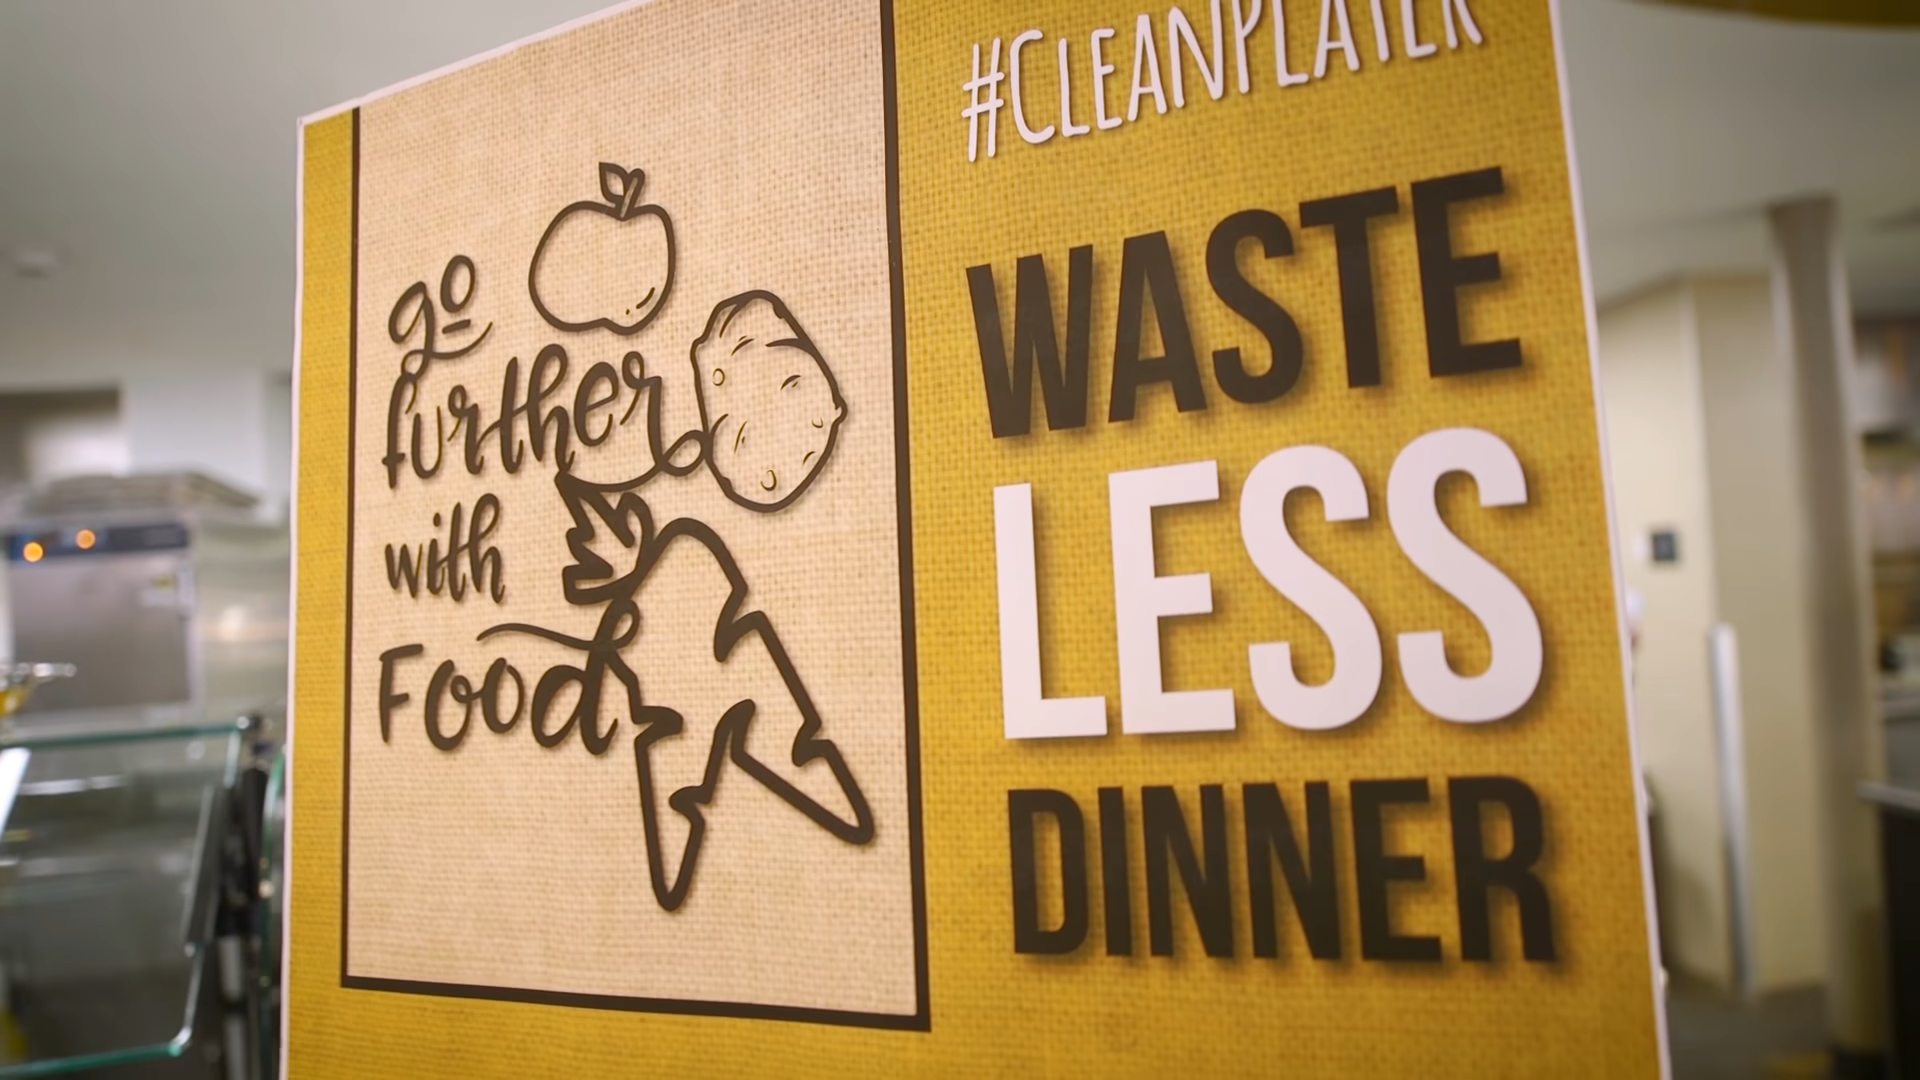 go
further
with
Food
#CLEANPLATER
WASTE
LESS
DINNER